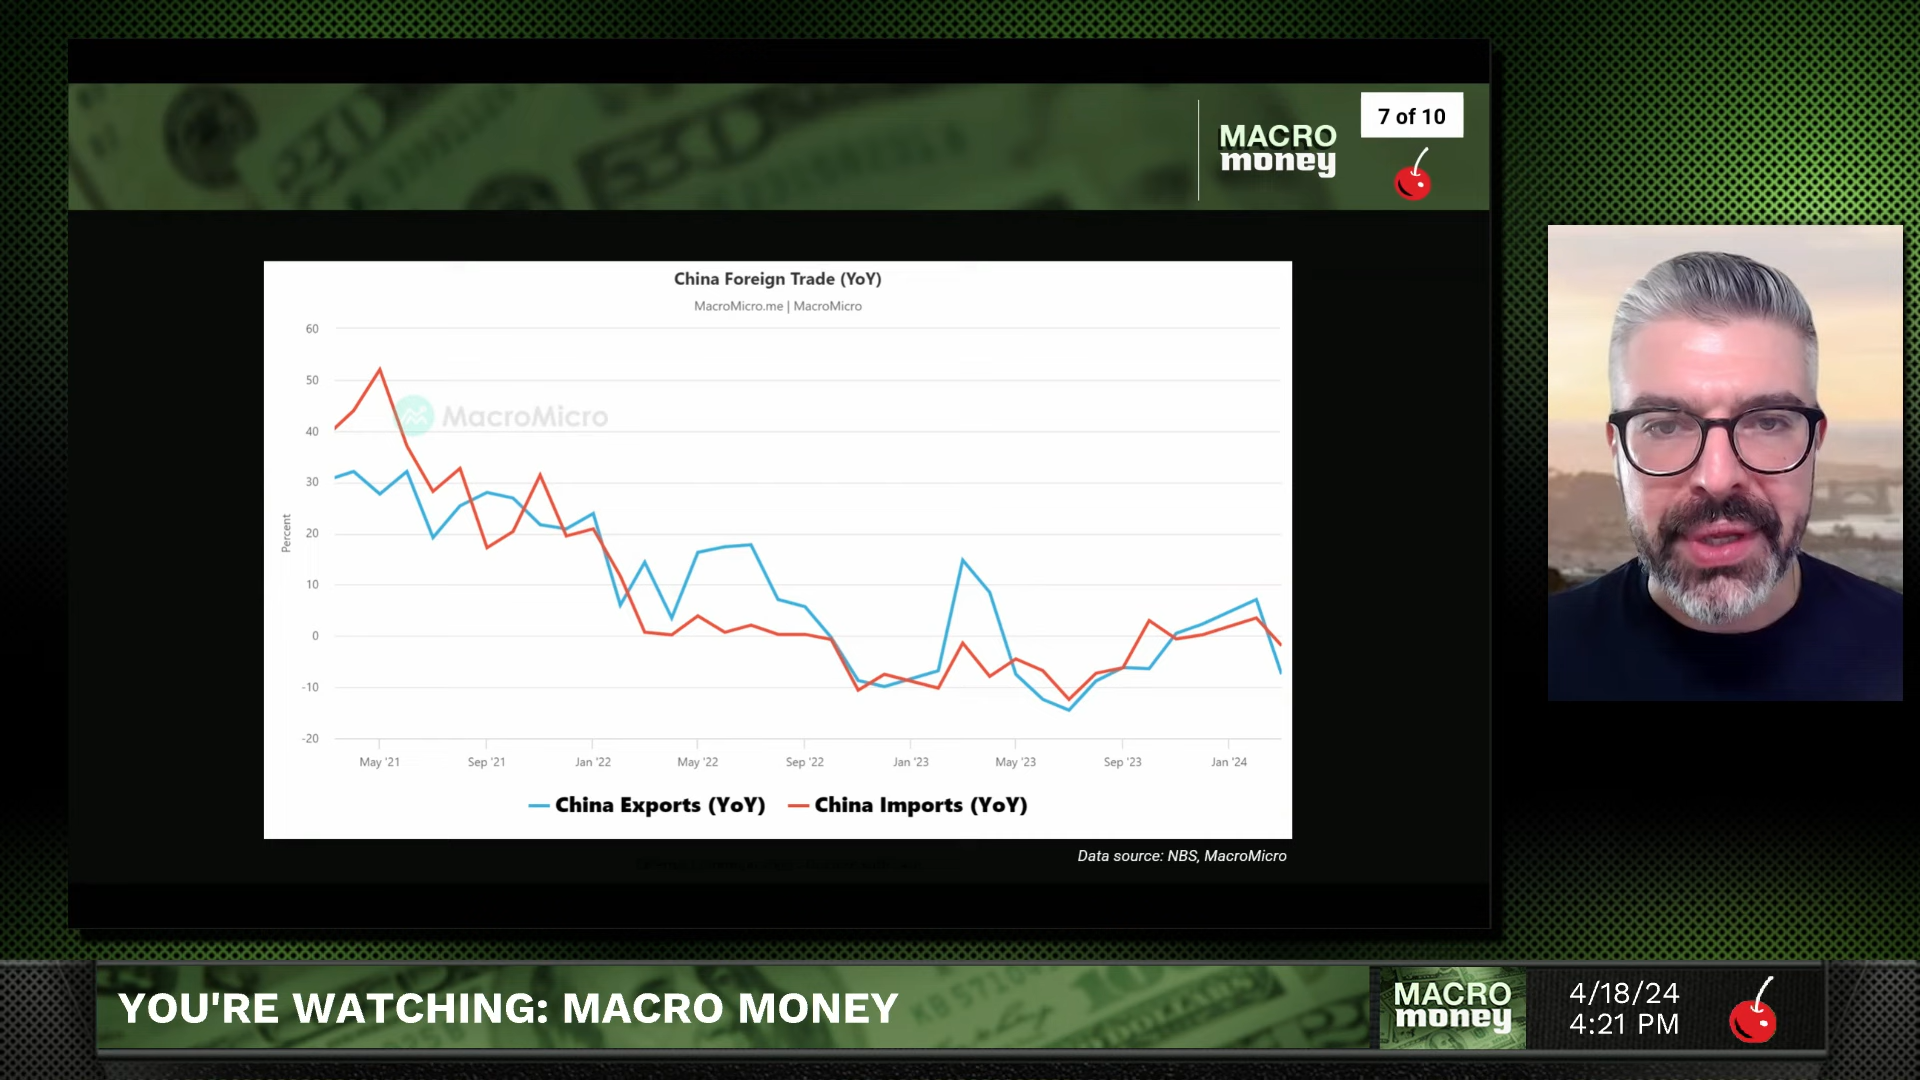 7 of 10
MACRO
money
China Foreign Trade (YoY)
MacroMicro.me | MacroMicro
60
50
40
30
20
10
0
-10
-20
Percent
MacroMicro
May '21
Sep '21
Jan '22
May '22
Sep '22
Jan '23
May '23
Sep '23
Jan '24
China Exports (YoY)
China Imports (YoY)
Data source: NBS, MacroMicro
YOU'RE WATCHING: MACRO MONEY
MACRO
money
4/18/24
4:21 PM